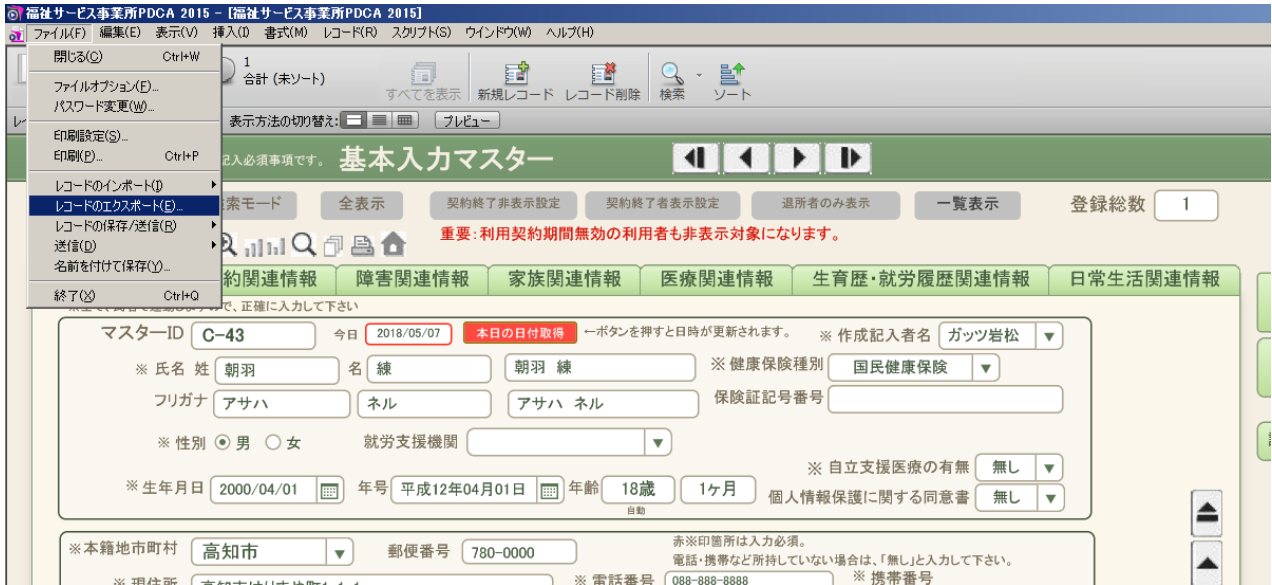 福祉サービス事業所PDCA 2015 - [福祉サービス事業所PDCA 2015]
ファイル(F) 編集(E) 表示(V) 挿入(I) 書式(M) レコード(R) スクリプト(S) ウインドウ(W) ヘルプ(H)
閉じる(C) Ctrl+W
ファイルオプション(F)...
パスワード変更(W)...
印刷設定(S)...
印刷(P)... Ctrl+P
レコードのインポート(I)
レコードのエクスポート(E)...
レコードの保存/送信(R)
送信(D)
名前を付けて保存(Y)...
終了(X) Ctrl+Q
1
合計 (未ソート)
すべてを表示 新規レコード レコード削除 検索 ソート
表示方法の切り替え: プレビュー
記入必須事項です。 基本入力マスター
索モード 全表示 契約終了非表示設定 契約終了者表示設定 退所者のみ表示 一覧表示 登録総数 1
重要:利用契約期間無効の利用者も非表示対象になります。
約関連情報 障害関連情報 家族関連情報 医療関連情報 生育歴・就労履歴関連情報 日常生活関連情報
で、正確に入力して下さい
マスターID C-43 今日 2018/05/07 本日の日付取得 ←ボタンを押すと日時が更新されます。 ※ 作成記入者名 ガッツ岩松
※ 氏名 姓 朝羽 名 練 朝羽 練 ※ 健康保険種別 国民健康保険
フリガナ アサハ ネル アサハ ネル 保険証記号番号
※ 性別 男 女 就労支援機関
※ 自立支援医療の有無 無し
※ 生年月日 2000/04/01 年号 平成12年04月01日 年齢 18歳 1ケ月 個人情報保護に関する同意書 無し
自動
※本籍地市町村 高知市 郵便番号 780-0000 赤※印箇所は入力必須。
電話・携帯など所持していない場合は、「無し」と入力して下さい。
※ 現住所 ※ 電話番号 088-888-8888 ※ 携帯番号